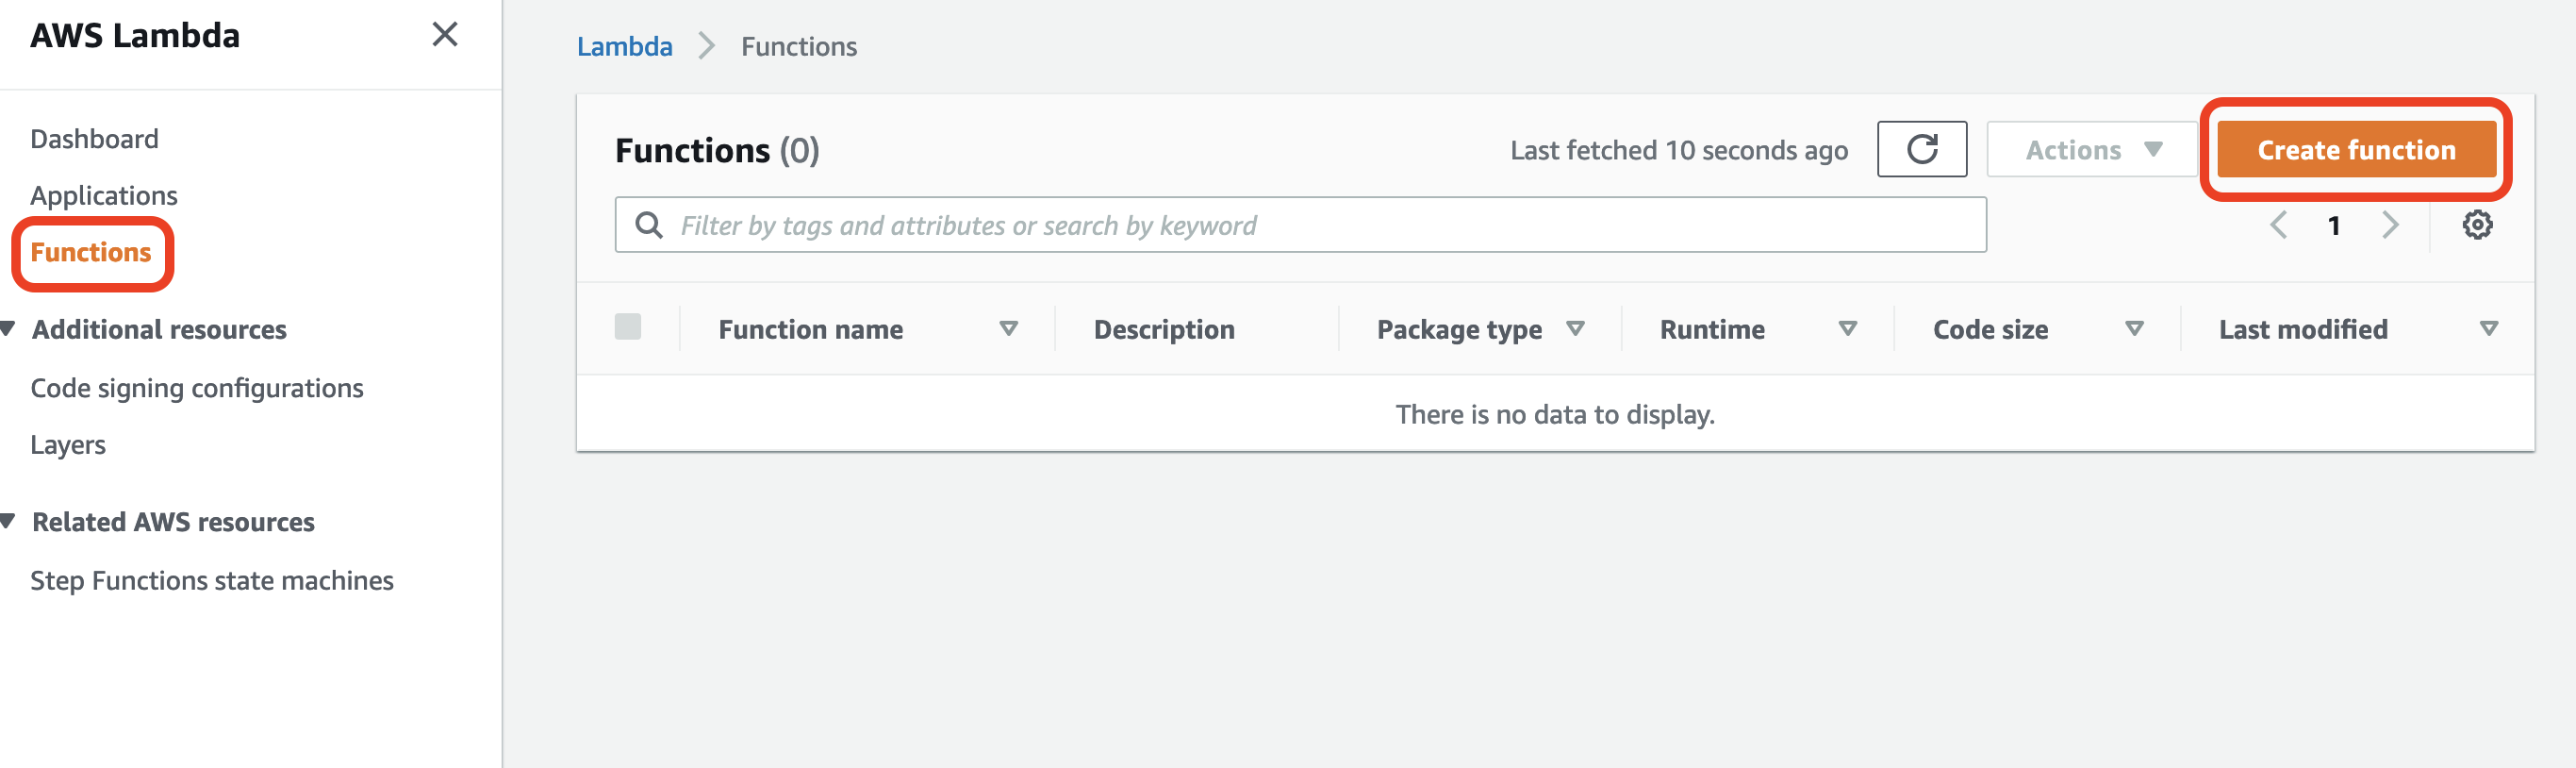 AWS Lambda
Dashboard
Applications
Functions
Additional resources
Code signing configurations
Layers
Related AWS resources
Step Functions state machines
Lambda Functions
Functions (0) Last fetched 10 seconds ago Actions Create function
Filter by tags and attributes or search by keyword 1
Function name Description Package type Runtime Code size Last modified
There is no data to display.